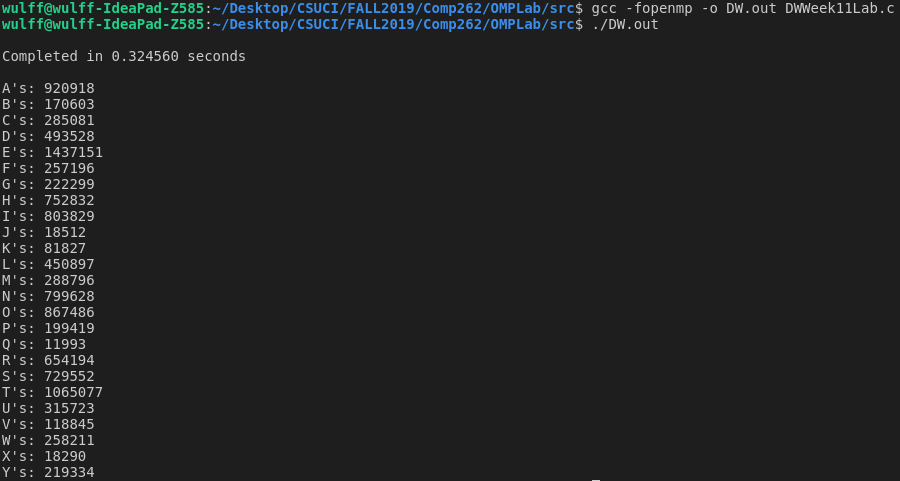 wulff@wulff-IdeaPad-Z585:~/Desktop/CSUCI/FALL2019/Comp262/OMPLab/src$ gcc -fopenmp -o DW.out DWWeek11Lab.c
wulff@wulff-IdeaPad-Z585:~/Desktop/CSUCI/FALL2019/Comp262/OMPLab/src$ ./DW.out
Completed in 0.324560 seconds
A's: 920918
B's: 170603
C's: 285081
D's: 493528
E's: 1437151
F's: 257196
G's: 222299
H's: 752832
I's: 803829
J's: 18512
K's: 81827
L's: 450897
M's: 288796
N's: 799628
O's: 867486
P's: 199419
Q's: 11993
R's: 654194
S's: 729552
T's: 1065077
U's: 315723
V's: 118845
W's: 258211
X's: 18290
Y's: 219334